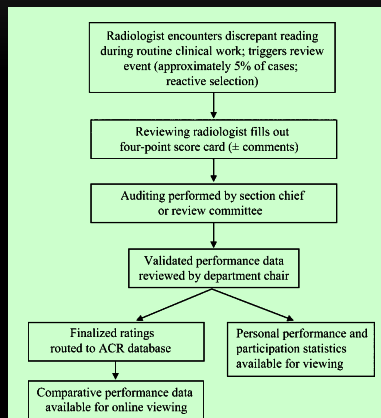 Radiologist encounters discrepant reading
during routine clinical work; triggers review
event (approximately 5% of cases;
reactive selection)
Reviewing radiologist fills out
four-point score card (± comments)
Auditing performed by section chief
or review committee
Validated performance data
reviewed by department chair
Finalized ratings
routed to ACR database
Personal performance and
participation statistics
available for viewing
Comparative performance data
available for online viewing